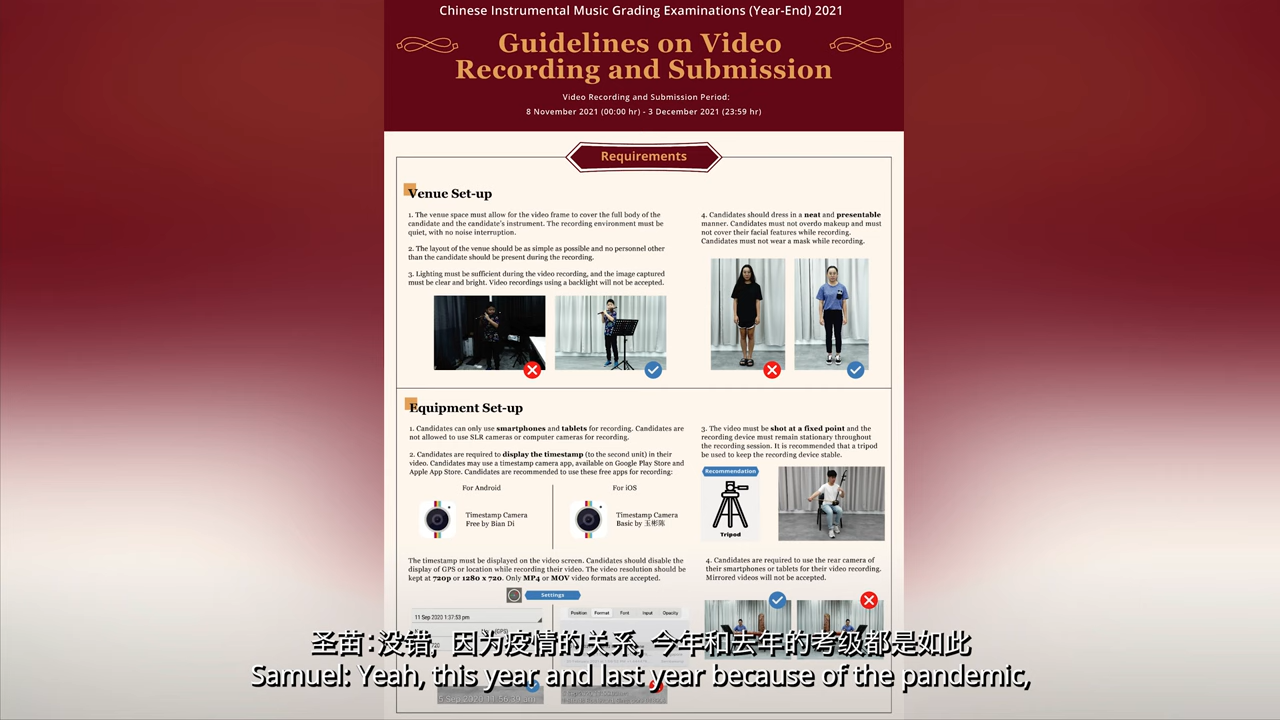 Chinese Instrumental Music Grading Examinations (Year-End) 2021
Guidelines on Video
Recording and Submission
Video Recording and Submission Period:
8 November 2021 (00:00 hr) - 3 December 2021 (23:59 hr)
Requirements
Venue Set-up
1. The venue space must allow for the video frame to cover the full body of the
candidate and the candidate's instrument. The recording environment must be
quiet, with no noise interruption.
2. The layout of the venue should be as simple as possible and no personnel other
than the candidate should be present during the recording.
3. Lighting must be sufficient during the video recording, and the image captured
must be clear and bright. Video recordings using a backlight will not be accepted.
4. Candidates should dress in a neat and presentable
manner. Candidates must not overdo makeup and must
not cover their facial features while recording.
Candidates must not wear a mask while recording.
Equipment Set-up
1. Candidates can only use smartphones and tablets for recording. Candidates are
not allowed to use SLR cameras or computer cameras for recording.
2. Candidates are required to display the timestamp (to the second unit) in their
video. Candidates may use a timestamp camera app, available on Google Play Store and
Apple App Store. Candidates are recommended to use these free apps for recording:
For Android
Timestamp Camera
Free by Bian Di
For iOS
Timestamp Camera
Basic by 玉彬陈
The timestamp must be displayed on the video screen. Candidates should disable the
display of GPS or location while recording their video. The video resolution should be
kept at 720p or 1280 x 720. Only MP4 or MOV video formats are accepted.
Settings
11 Sep 2020 1:37:53 pm
Position Format Font Input Opacity
3. The video must be shot at a fixed point and the
recording device must remain stationary throughout
the recording session. It is recommended that a tripod
be used to keep the recording device stable.
Recommendation
Tripod
4. Candidates are required to use the rear camera of
their smartphones or tablets for their video recording.
Mirrored videos will not be accepted.
圣苗：没错，因为疫情的关系，今年和去年的考级都是如此
Samuel: Yeah, this year and last year because of the pandemic,